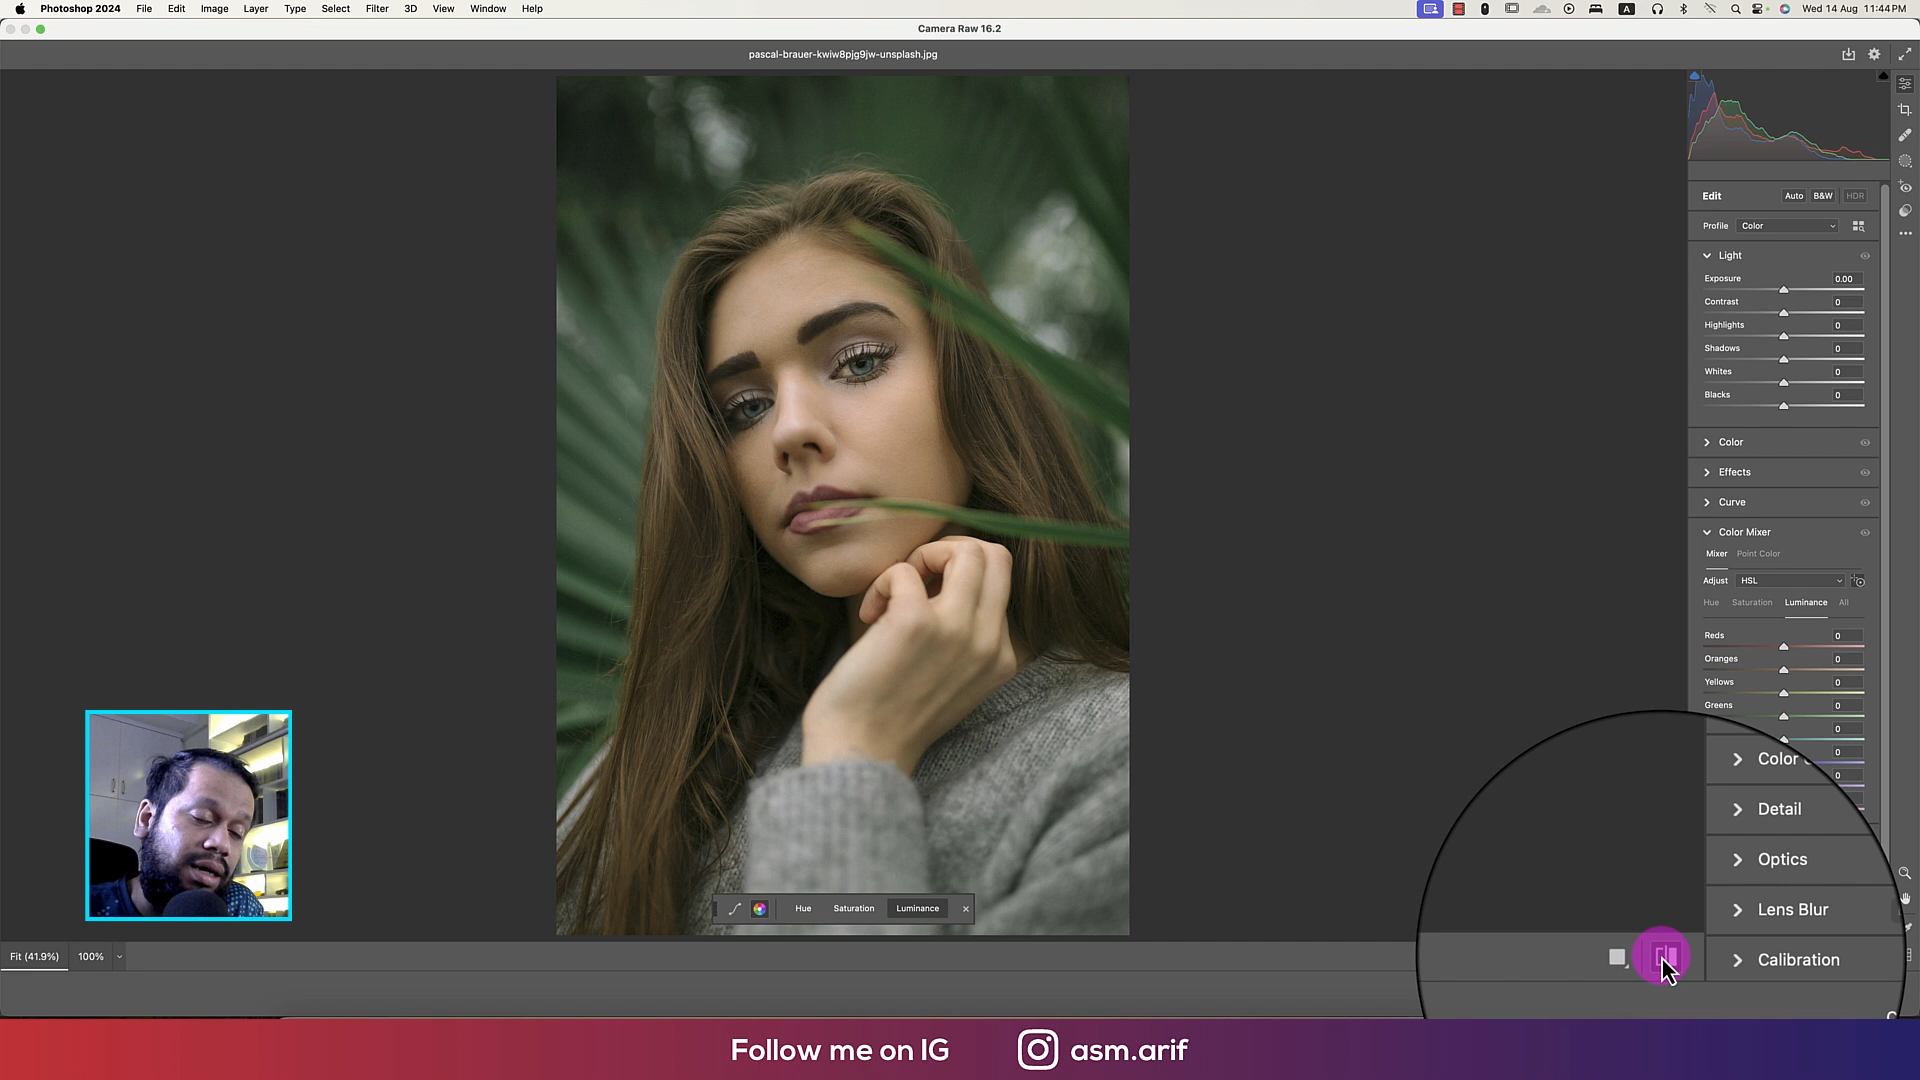 Photoshop 2024 File Edit Image Layer Type Select Filter 3D View Window Help
A Wed 14 Aug 11:44PM
Camera Raw 16.2
pascal-brauer-kwiw8pjg9jw-unsplash.jpg
Edit Auto B&W HDR
Profile Color
Light
Exposure 0.00
Contrast 0
Highlights 0
Shadows 0
Whites 0
Blacks 0
Color
Effects
Curve
Color Mixer
Mixer Point Color
Adjust HSL
Hue Saturation Luminance All
Reds 0
Oranges 0
Yellows 0
Greens 0
0
0
0
Color
Detail
Optics
Lens Blur
Calibration
Hue Saturation Luminance
Fit (41.9%) 100%
Follow me on IG asm.arif